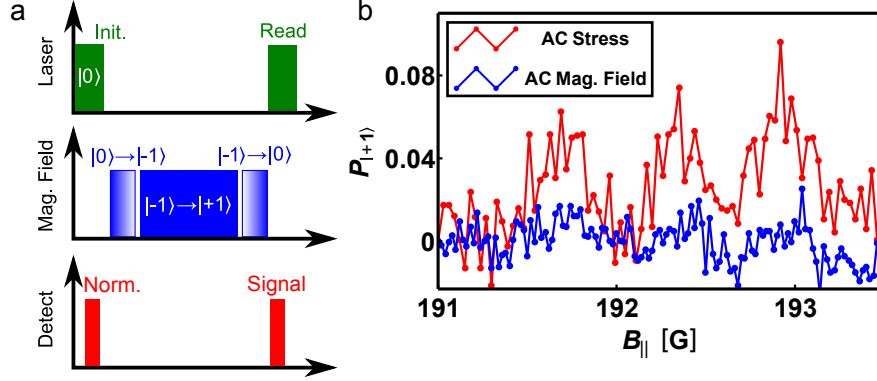 a
Laser
Init.
Read
|0⟩
Mag. Field
|0⟩→|-1⟩
|-1⟩→|0⟩
|-1⟩→|+1⟩
Detect
Norm.
Signal
b
AC Stress
AC Mag. Field
P|+1⟩
0.08
0.04
0
191
192
193
B|| [G]